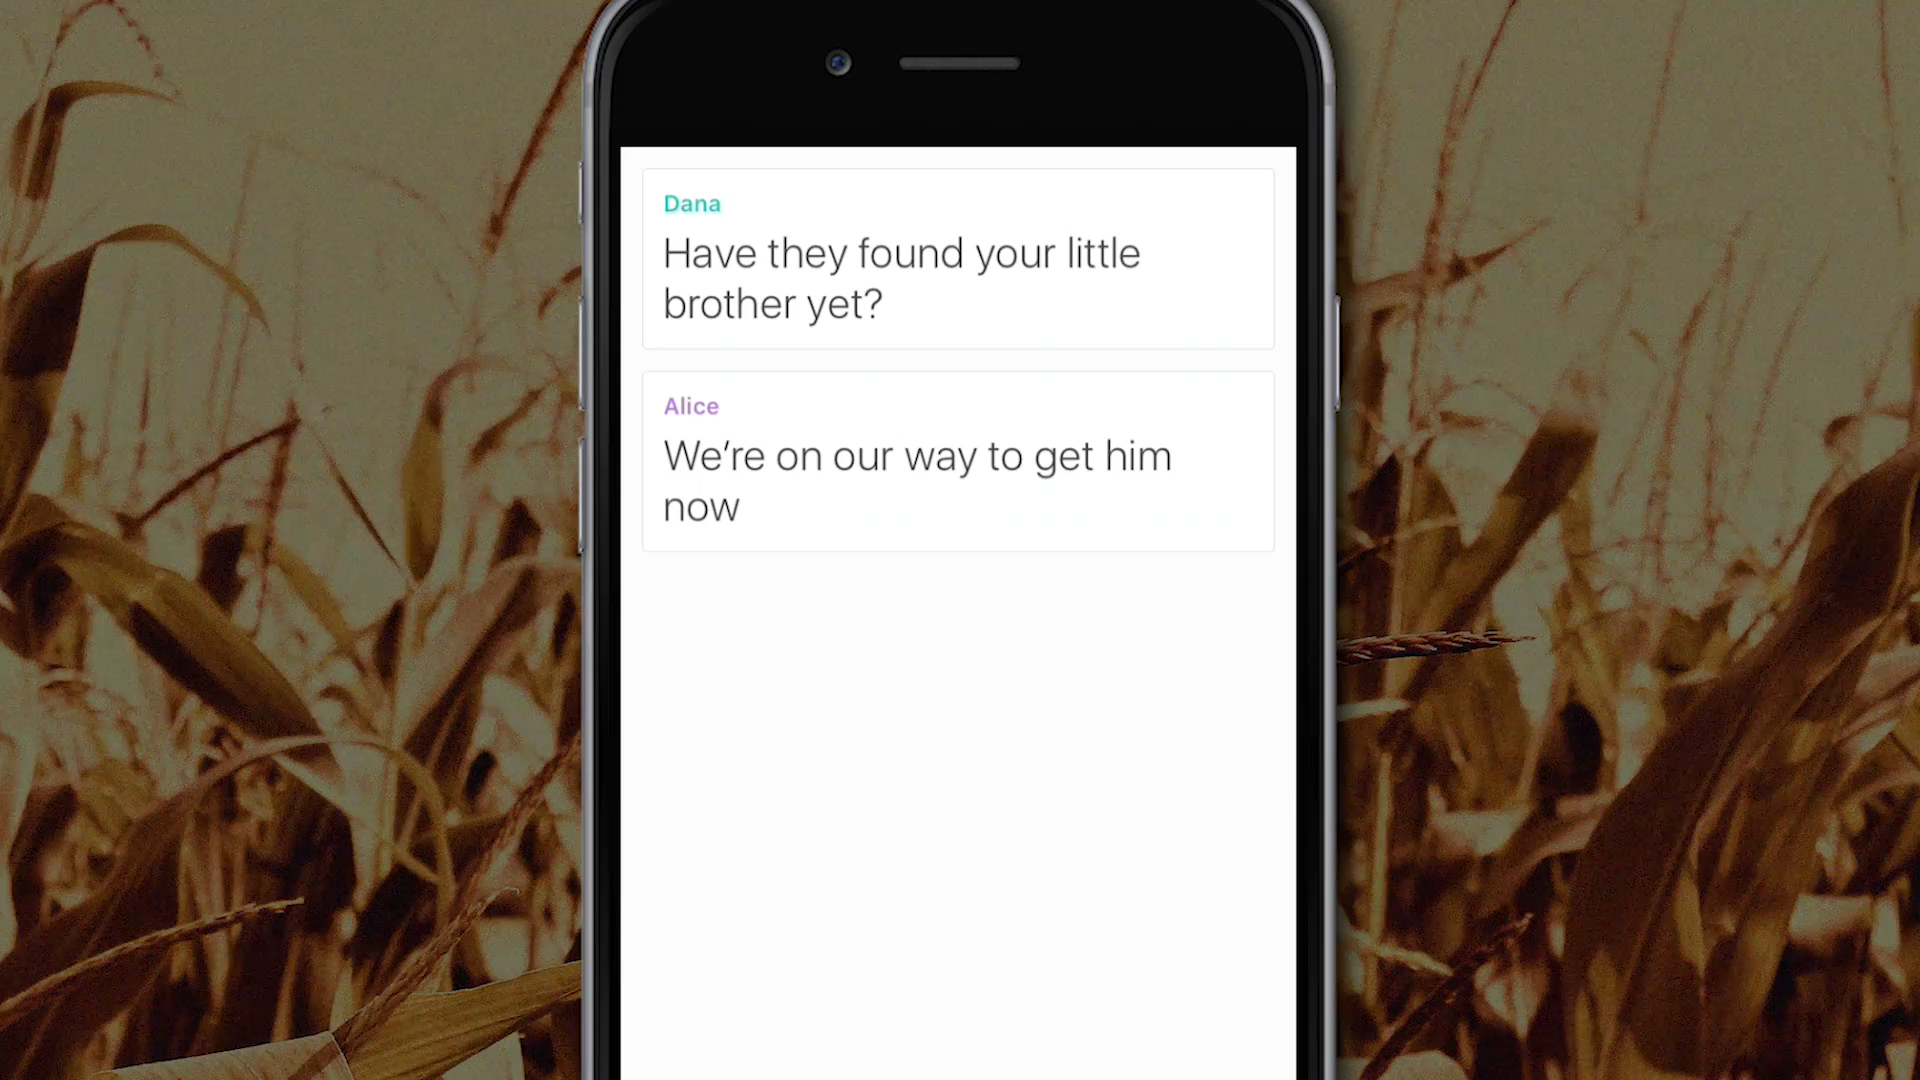 Dana
Have they found your little
brother yet?
Alice
We’re on our way to get him
now